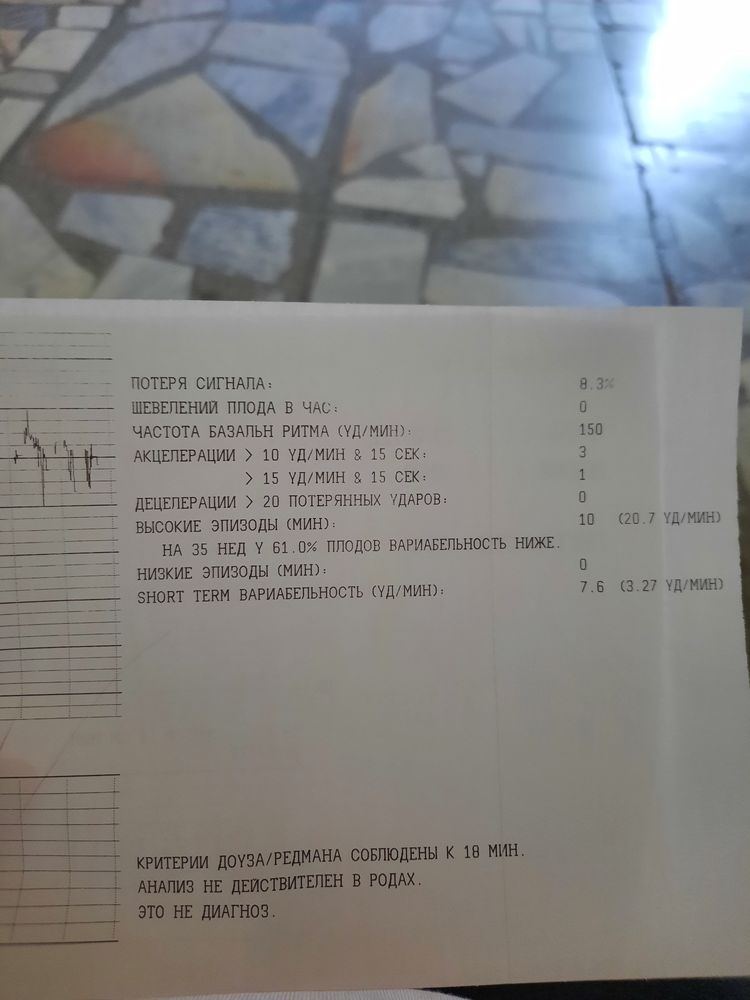 ПОТЕРЯ СИГНАЛА: 8.3%
ШЕВЕЛЕНИЙ ПЛОДА В ЧАС: 0
ЧАСТОТА БАЗАЛЬН РИТМА (УД/МИН): 150
АКЦЕЛЕРАЦИИ > 10 УД/МИН & 15 СЕК: 3
> 15 УД/МИН & 15 СЕК: 1
ДЕЦЕЛЕРАЦИИ > 20 ПОТЕРЯННЫХ УДАРОВ: 0
ВЫСОКИЕ ЭПИЗОДЫ (МИН): 10 (20.7 УД/МИН)
НА 35 НЕД У 61.0% ПЛОДОВ ВАРИАБЕЛЬНОСТЬ НИЖЕ.
НИЗКИЕ ЭПИЗОДЫ (МИН): 0
SHORT TERM ВАРИАБЕЛЬНОСТЬ (УД/МИН): 7.6 (3.27 УД/МИН)
КРИТЕРИИ ДОУЗА/РЕДМАНА СОБЛЮДЕНЫ К 18 МИН.
АНАЛИЗ НЕ ДЕЙСТВИТЕЛЕН В РОДАХ.
ЭТО НЕ ДИАГНОЗ.